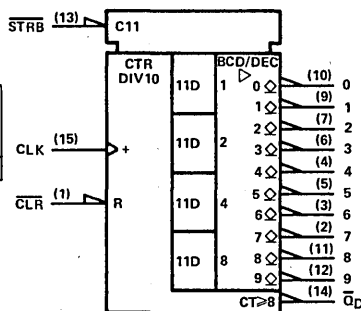 STRB (13) C11
CTR DIV10 BCD/DEC
11D 1 0 (10) 0
1 (9) 1
11D 2 2 (7) 2
CLK (15) + 3 (6) 3
4 (4) 4
11D 4 5 (5) 5
CLR (1) R 6 (3) 6
7 (2) 7
11D 8 8 (11) 8
9 (12) 9
CT≥8 (14) Q̅D